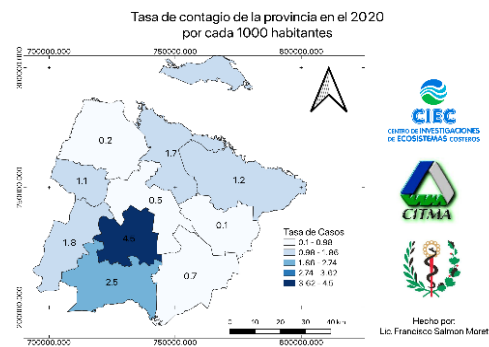 Tasa de contagio de la provincia en el 2020
por cada 1000 habitantes
700000.000 750000.000 800000.000
0.2
1.7
1.1
1.2
0.5
0.1
1.8
4.5
2.5
0.7
Tasa de Casos
0.1 - 0.98
0.98 - 1.86
1.86 - 2.74
2.74 - 3.62
3.62 - 4.5
0 10 20 30 40 km
700000.000 750000.000 800000.000
CIEC
CENTRO DE INVESTIGACIONES
DE ECOSISTEMAS COSTEROS
CITMA
Hecho por:
Lic. Francisco Salmon Moret